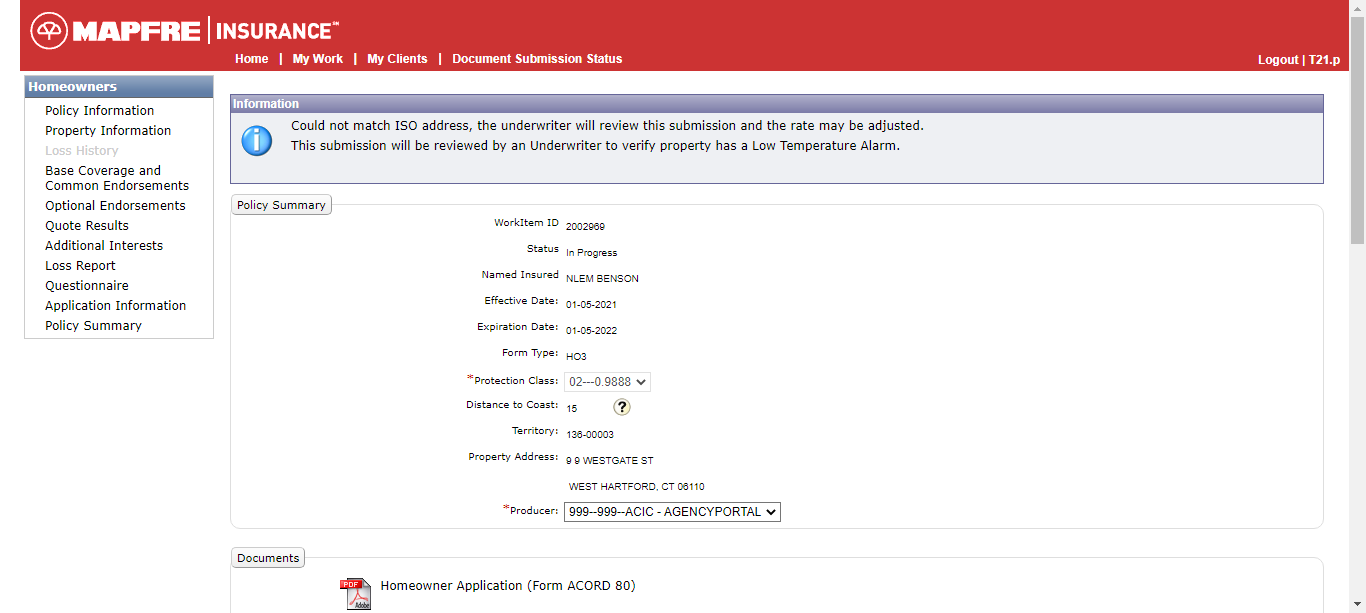 MAPFRE | INSURANCE℠
Home | My Work | My Clients | Document Submission Status
Logout | T21.p
Homeowners
Policy Information
Property Information
Loss History
Base Coverage and
Common Endorsements
Optional Endorsements
Quote Results
Additional Interests
Loss Report
Questionnaire
Application Information
Policy Summary
Information
Could not match ISO address, the underwriter will review this submission and the rate may be adjusted.
This submission will be reviewed by an Underwriter to verify property has a Low Temperature Alarm.
Policy Summary
WorkItem ID 2002969
Status In Progress
Named Insured NLEM BENSON
Effective Date: 01-05-2021
Expiration Date: 01-05-2022
Form Type: HO3
*Protection Class: 02---0.9888
Distance to Coast: 15 ?
Territory: 136-00003
Property Address: 9 9 WESTGATE ST
WEST HARTFORD, CT 06110
*Producer: 999--999--ACIC - AGENCYPORTAL
Documents
PDF Adobe Homeowner Application (Form ACORD 80)